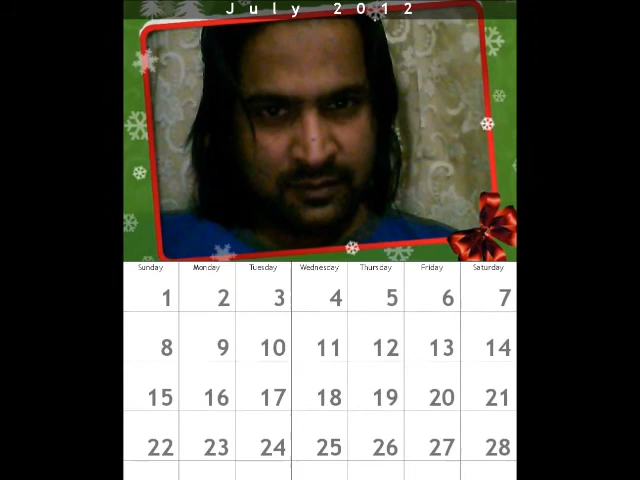 July 2012
Sunday Monday Tuesday Wednesday Thursday Friday Saturday
1 2 3 4 5 6 7
8 9 10 11 12 13 14
15 16 17 18 19 20 21
22 23 24 25 26 27 28